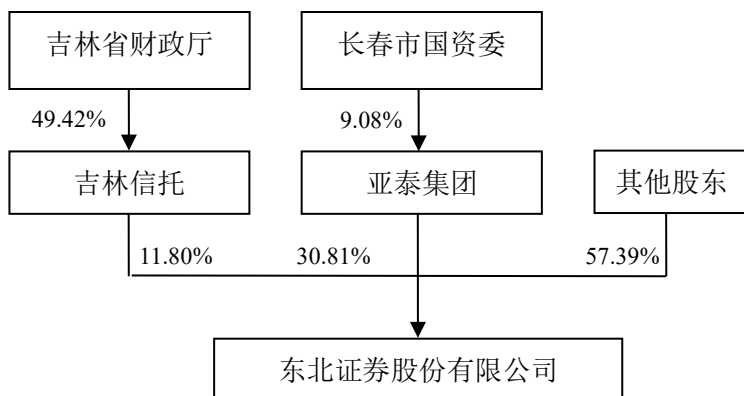 吉林省财政厅
长春市国资委
49.42%
9.08%
吉林信托
亚泰集团
其他股东
11.80%
30.81%
57.39%
东北证券股份有限公司